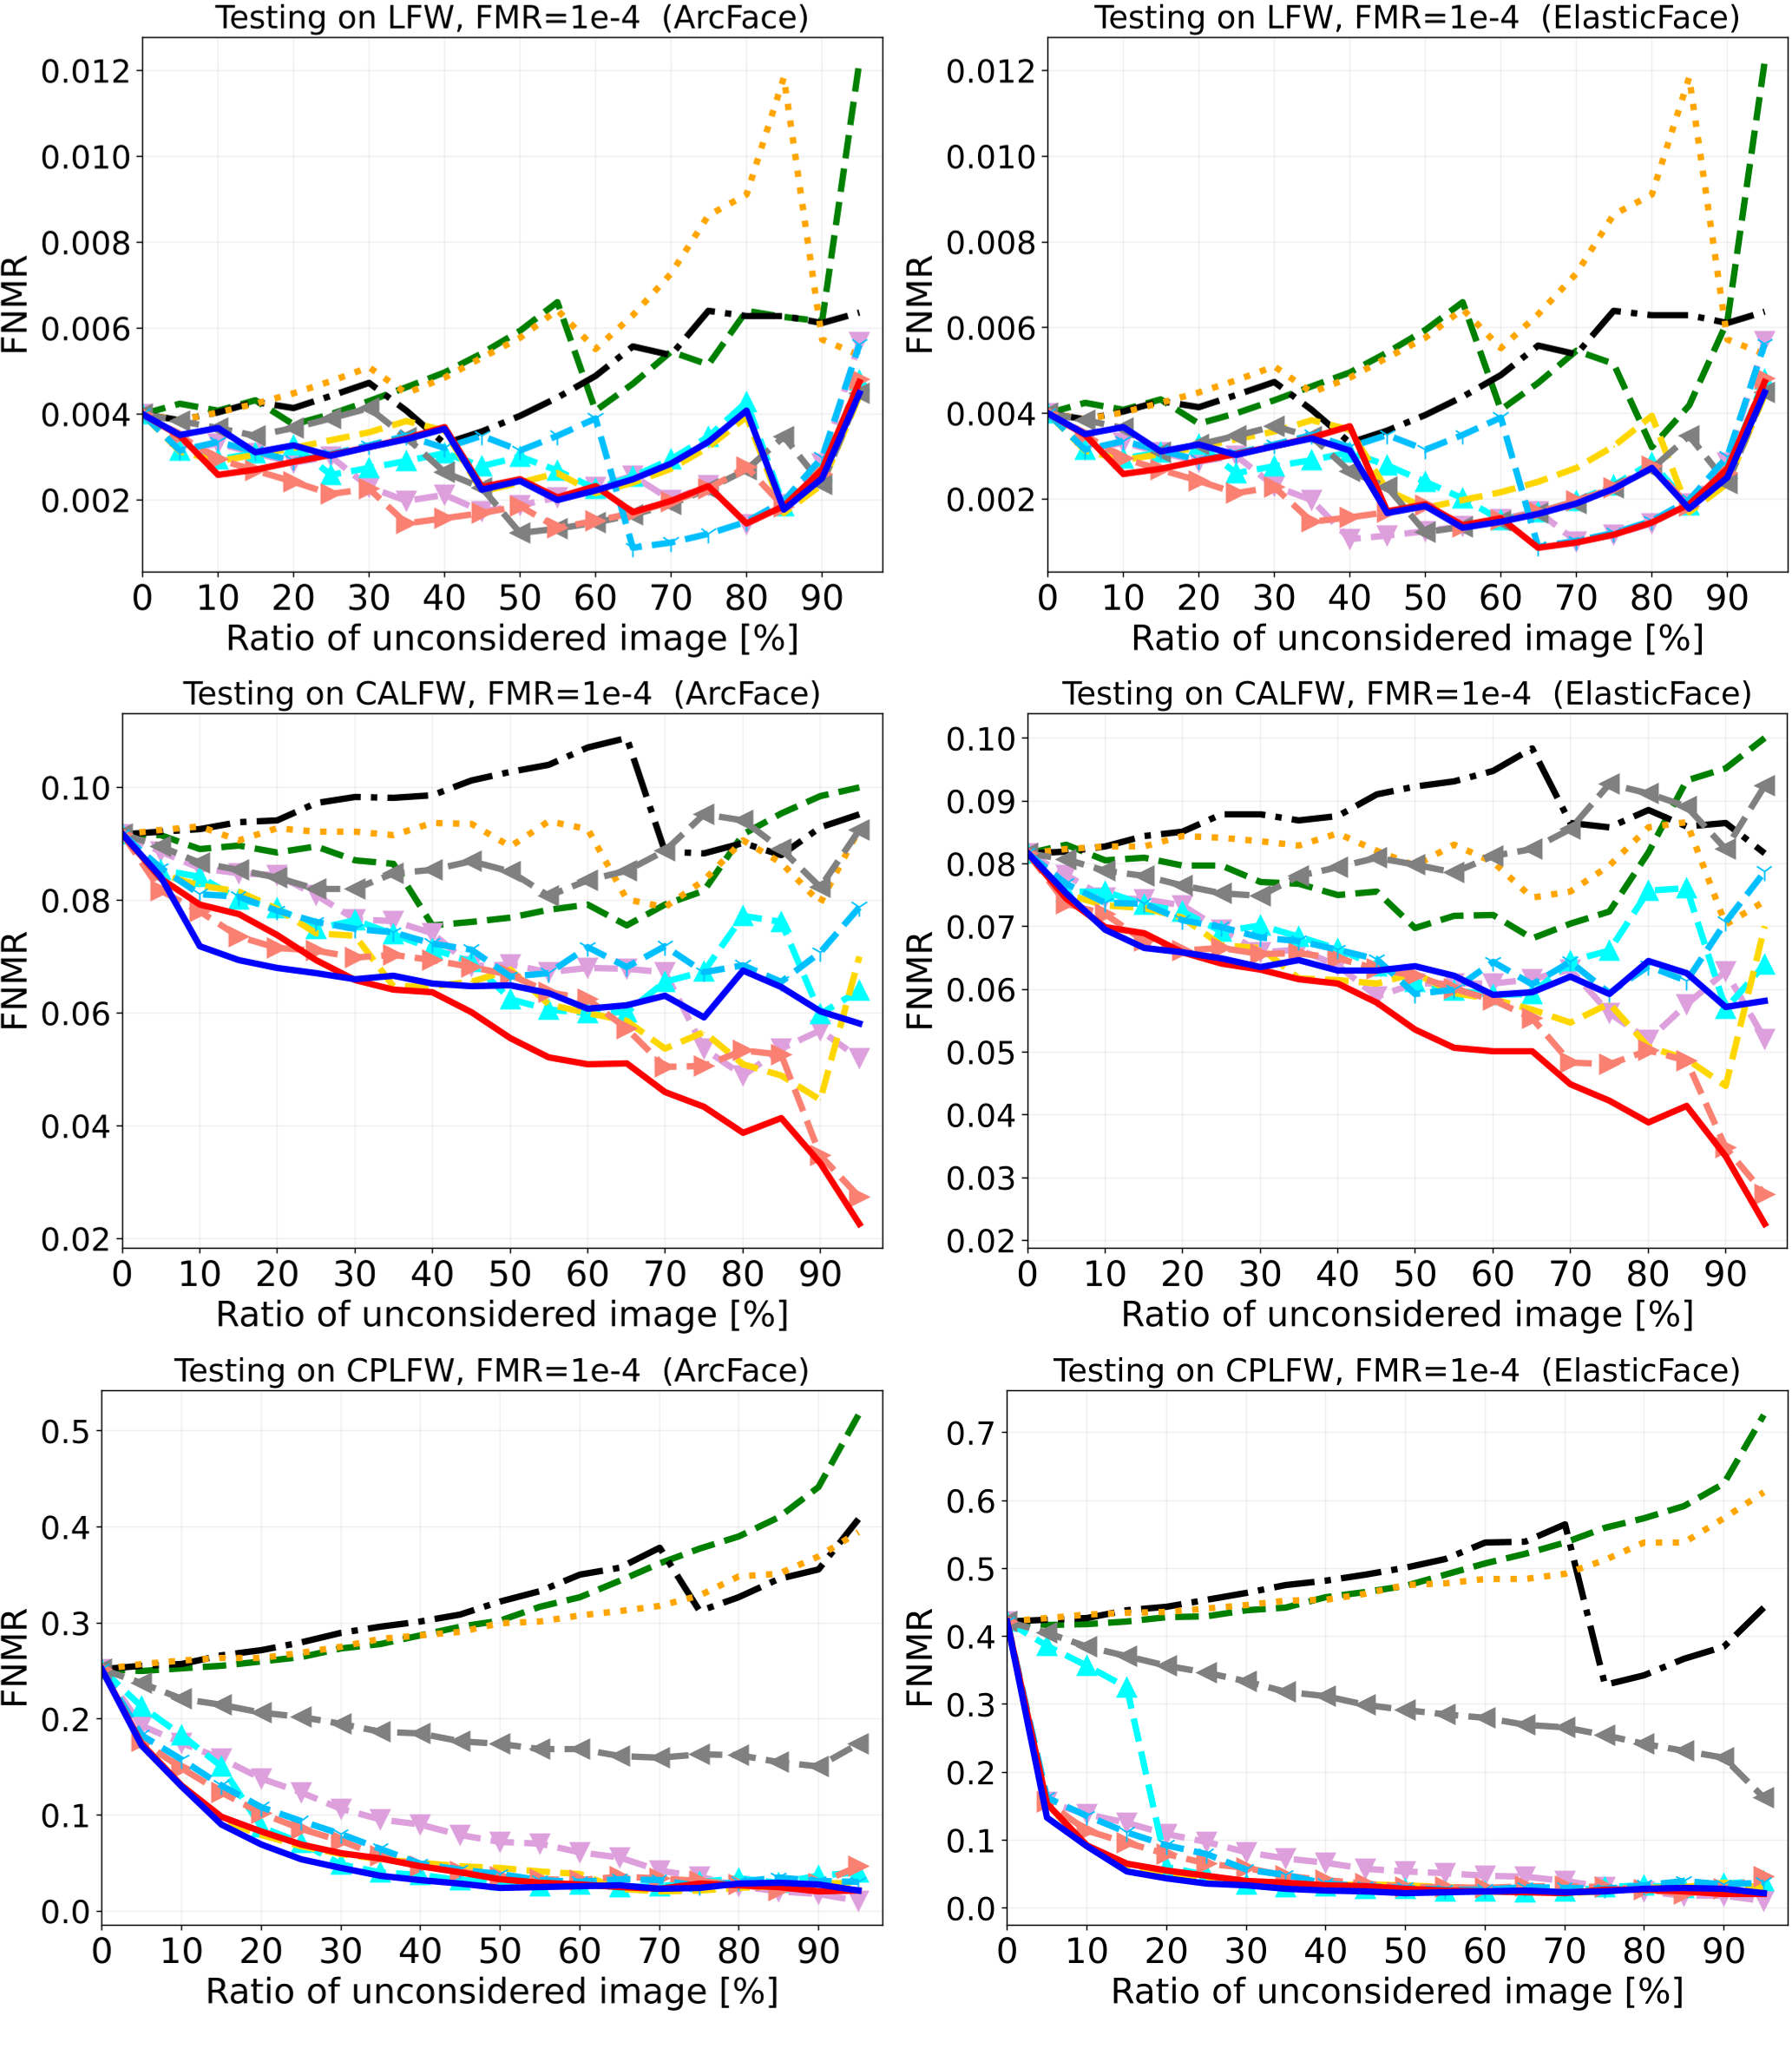 Testing on LFW, FMR=1e-4 (ArcFace)
FNMR
0.012
0.010
0.008
0.006
0.004
0.002
0 10 20 30 40 50 60 70 80 90
Ratio of unconsidered image [%]
Testing on LFW, FMR=1e-4 (ElasticFace)
FNMR
0.012
0.010
0.008
0.006
0.004
0.002
0 10 20 30 40 50 60 70 80 90
Ratio of unconsidered image [%]
Testing on CALFW, FMR=1e-4 (ArcFace)
FNMR
0.10
0.08
0.06
0.04
0.02
0 10 20 30 40 50 60 70 80 90
Ratio of unconsidered image [%]
Testing on CALFW, FMR=1e-4 (ElasticFace)
FNMR
0.10
0.09
0.08
0.07
0.06
0.05
0.04
0.03
0.02
0 10 20 30 40 50 60 70 80 90
Ratio of unconsidered image [%]
Testing on CPLFW, FMR=1e-4 (ArcFace)
FNMR
0.5
0.4
0.3
0.2
0.1
0.0
0 10 20 30 40 50 60 70 80 90
Ratio of unconsidered image [%]
Testing on CPLFW, FMR=1e-4 (ElasticFace)
FNMR
0.7
0.6
0.5
0.4
0.3
0.2
0.1
0.0
0 10 20 30 40 50 60 70 80 90
Ratio of unconsidered image [%]